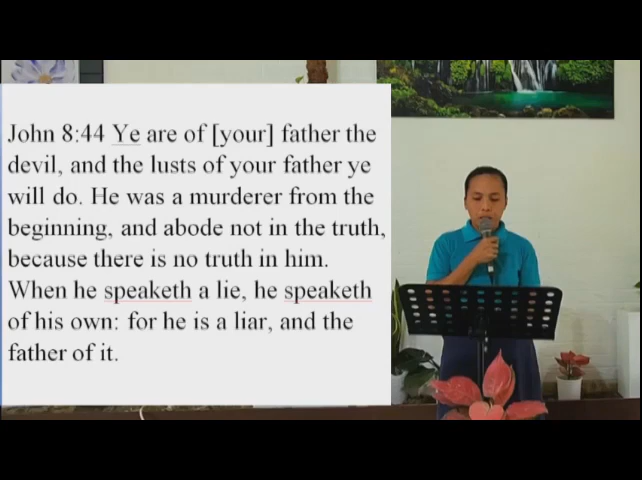 John 8:44 Ye are of [your] father the
devil, and the lusts of your father ye
will do. He was a murderer from the
beginning, and abode not in the truth,
because there is no truth in him.
When he speaketh a lie, he speaketh
of his own: for he is a liar, and the
father of it.